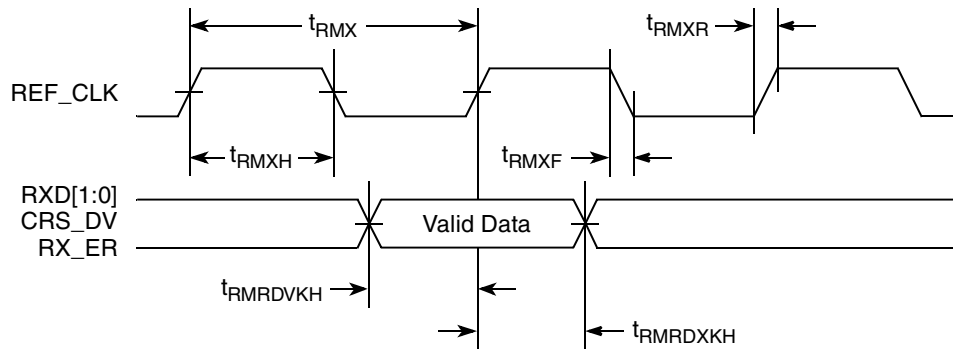 tRMX
tRMXR
REF_CLK
tRMXH
tRMXF
RXD[1:0]
CRS_DV
Valid Data
RX_ER
tRMRDVKH
tRMRDXKH